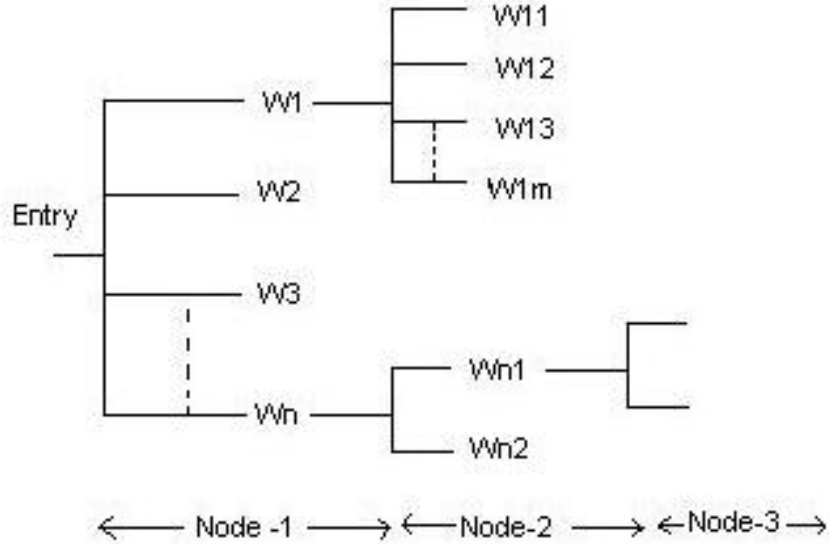 W11
W12
W1
W13
W1m
W2
Entry
W3
Wn1
Wn
Wn2
Node -1
Node-2
Node-3